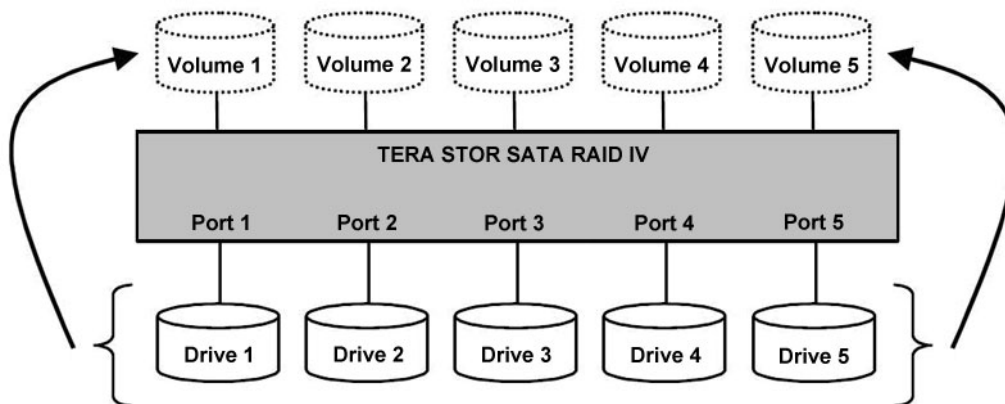 Volume 1 Volume 2 Volume 3 Volume 4 Volume 5
TERA STOR SATA RAID IV
Port 1 Port 2 Port 3 Port 4 Port 5
Drive 1 Drive 2 Drive 3 Drive 4 Drive 5